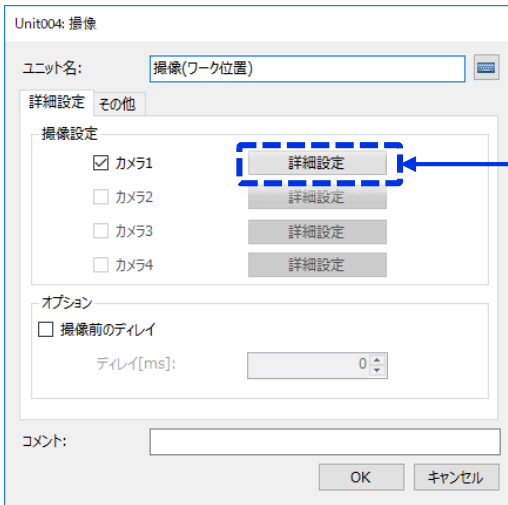 Unit004: 撮像
ユニット名: 撮像(ワーク位置)
詳細設定 その他
撮像設定
カメラ1 詳細設定
カメラ2 詳細設定
カメラ3 詳細設定
カメラ4 詳細設定
オプション
撮像前のディレイ
ディレイ[ms]: 0
コメント:
OK キャンセル